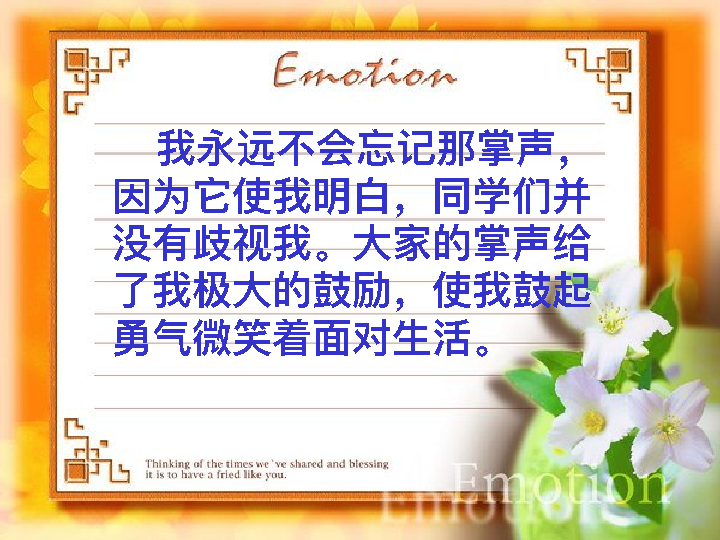 Emotion
我永远不会忘记那掌声，
因为它使我明白，同学们并
没有歧视我。大家的掌声给
了我极大的鼓励，使我鼓起
勇气微笑着面对生活。
Thinking of the times we`ve shared and blessing
it is to have a fried like you.
Emotion
Emotion